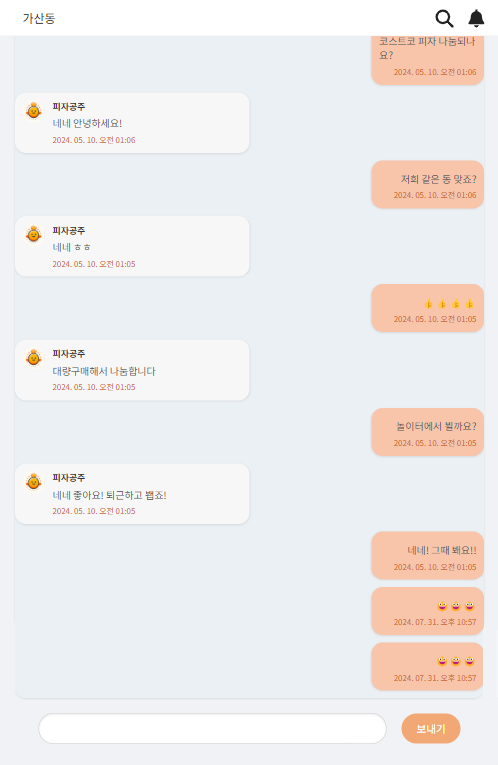 가산동
코스트코 피자 나눔되나
요?
2024. 05. 10. 오전 01:06
피자공주
네네 안녕하세요!
2024. 05. 10. 오전 01:06
저희 같은 동 맞죠?
2024. 05. 10. 오전 01:06
피자공주
네네 ㅎㅎ
2024. 05. 10. 오전 01:05
👍 👍 👍 👍
2024. 05. 10. 오전 01:05
피자공주
대량구매해서 나눔합니다
2024. 05. 10. 오전 01:05
놀이터에서 뵐까요?
2024. 05. 10. 오전 01:05
피자공주
네네 좋아요! 퇴근하고 뵙죠!
2024. 05. 10. 오전 01:05
네네! 그때 봬요!!
2024. 05. 10. 오전 01:05
2024. 07. 31. 오후 10:57
2024. 07. 31. 오후 10:57
보내기